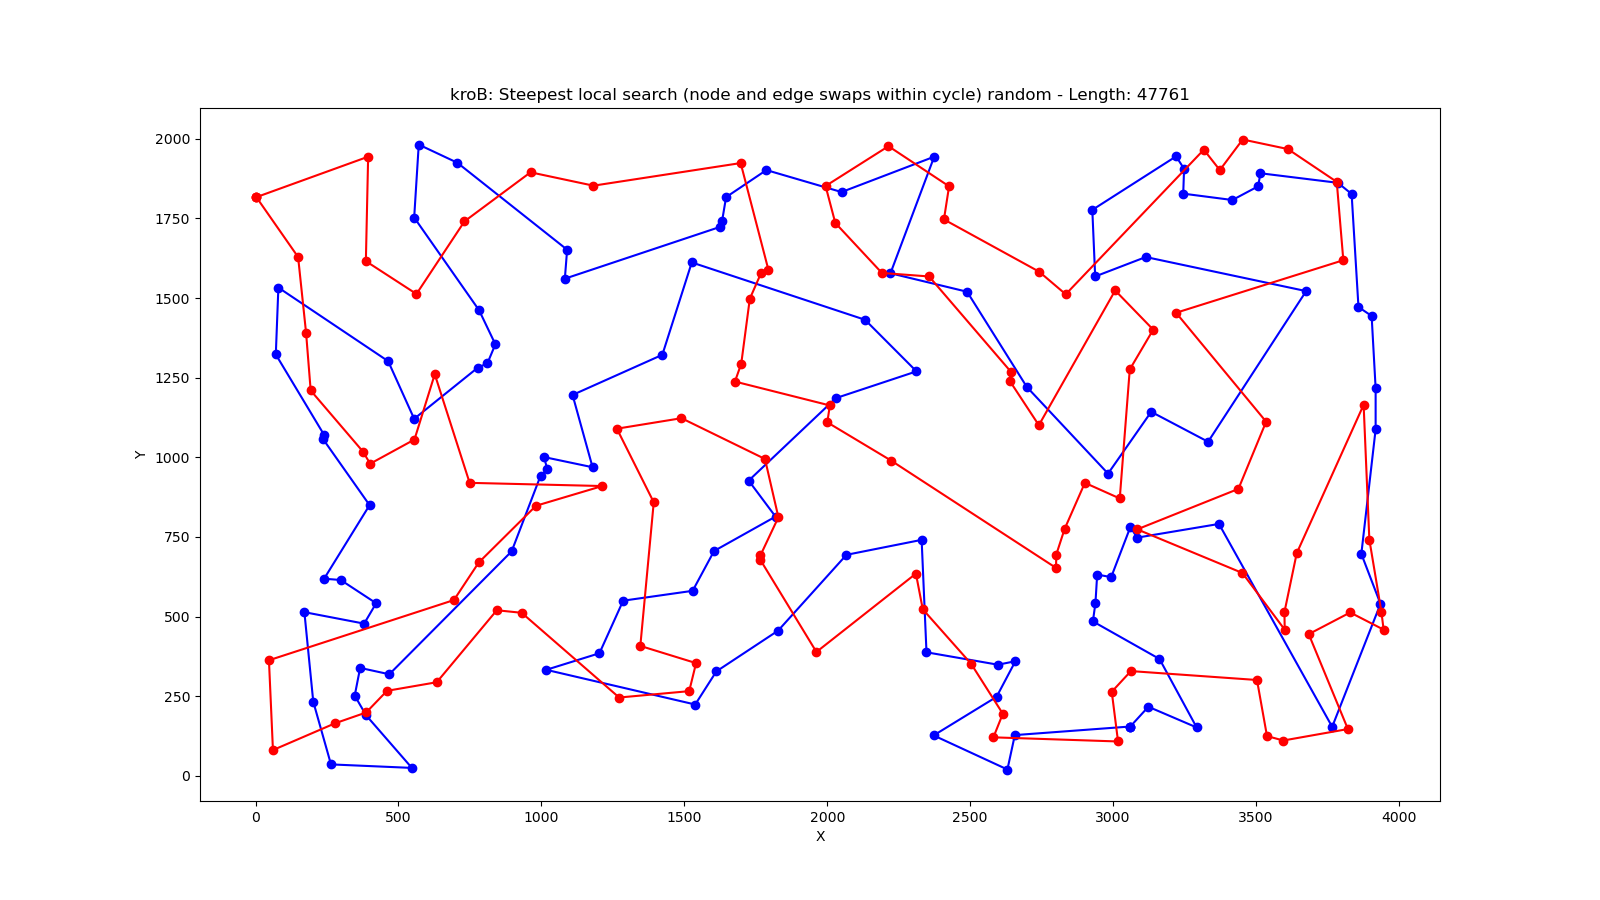 kroB: Steepest local search (node and edge swaps within cycle) random - Length: 47761
2000
1750
1500
1250
1000
750
500
250
0
Y
0 500 1000 1500 2000 2500 3000 3500 4000
X